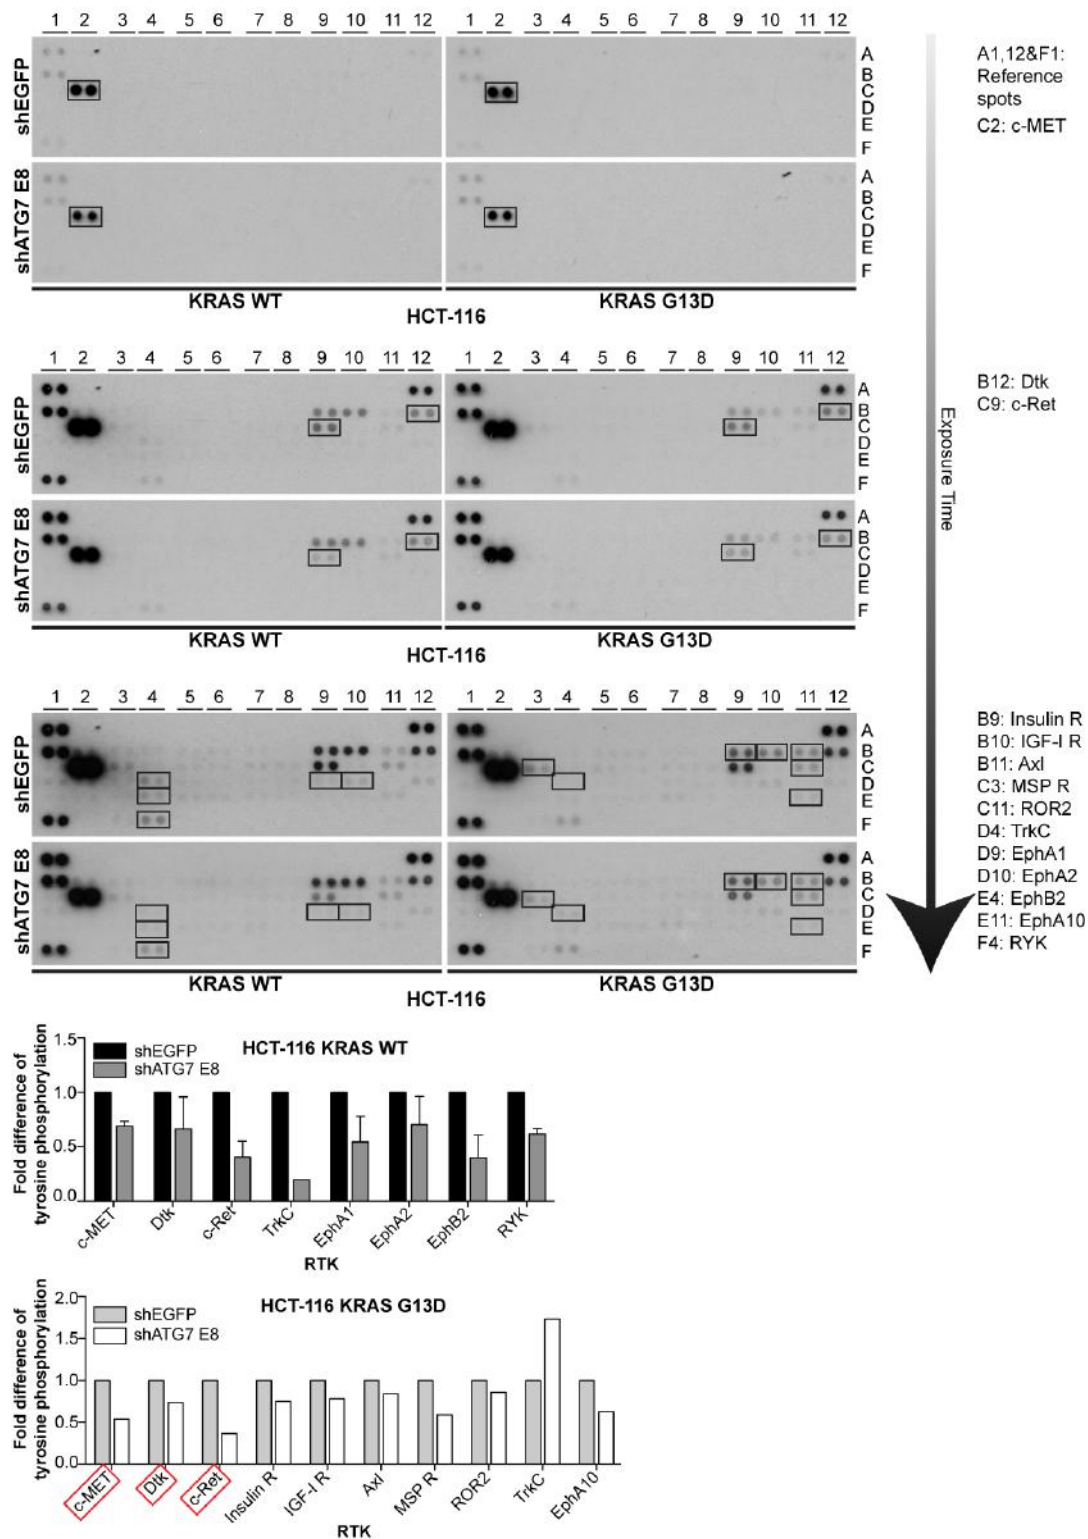 1 2 3 4 5 6 7 8 9 10 11 12 1 2 3 4 5 6 7 8 9 10 11 12
shEGFP
A
B
C
D
E
F
A1,12&F1:
Reference
spots
C2: c-MET
shATG7 E8
A
B
C
D
E
F
KRAS WT KRAS G13D
HCT-116
1 2 3 4 5 6 7 8 9 10 11 12 1 2 3 4 5 6 7 8 9 10 11 12
shEGFP
A
B
C
D
E
F
B12: Dtk
C9: c-Ret
Exposure Time
shATG7 E8
A
B
C
D
E
F
KRAS WT KRAS G13D
HCT-116
1 2 3 4 5 6 7 8 9 10 11 12 1 2 3 4 5 6 7 8 9 10 11 12
shEGFP
A
B
C
D
E
F
B9: Insulin R
B10: IGF-I R
B11: Axl
C3: MSP R
C11: ROR2
D4: TrkC
D9: EphA1
D10: EphA2
E4: EphB2
E11: EphA10
F4: RYK
shATG7 E8
A
B
C
D
E
F
KRAS WT KRAS G13D
HCT-116
HCT-116 KRAS WT
shEGFP
shATG7 E8
Fold difference of
tyrosine phosphorylation
1.5
1.0
0.5
0.0
c-MET Dtk c-Ret TrkC EphA1 EphA2 EphB2 RYK
RTK
HCT-116 KRAS G13D
shEGFP
shATG7 E8
Fold difference of
tyrosine phosphorylation
2.0
1.5
1.0
0.5
0.0
c-MET Dtk c-Ret Insulin R IGF-I R Axl MSP R ROR2 TrkC EphA10
RTK